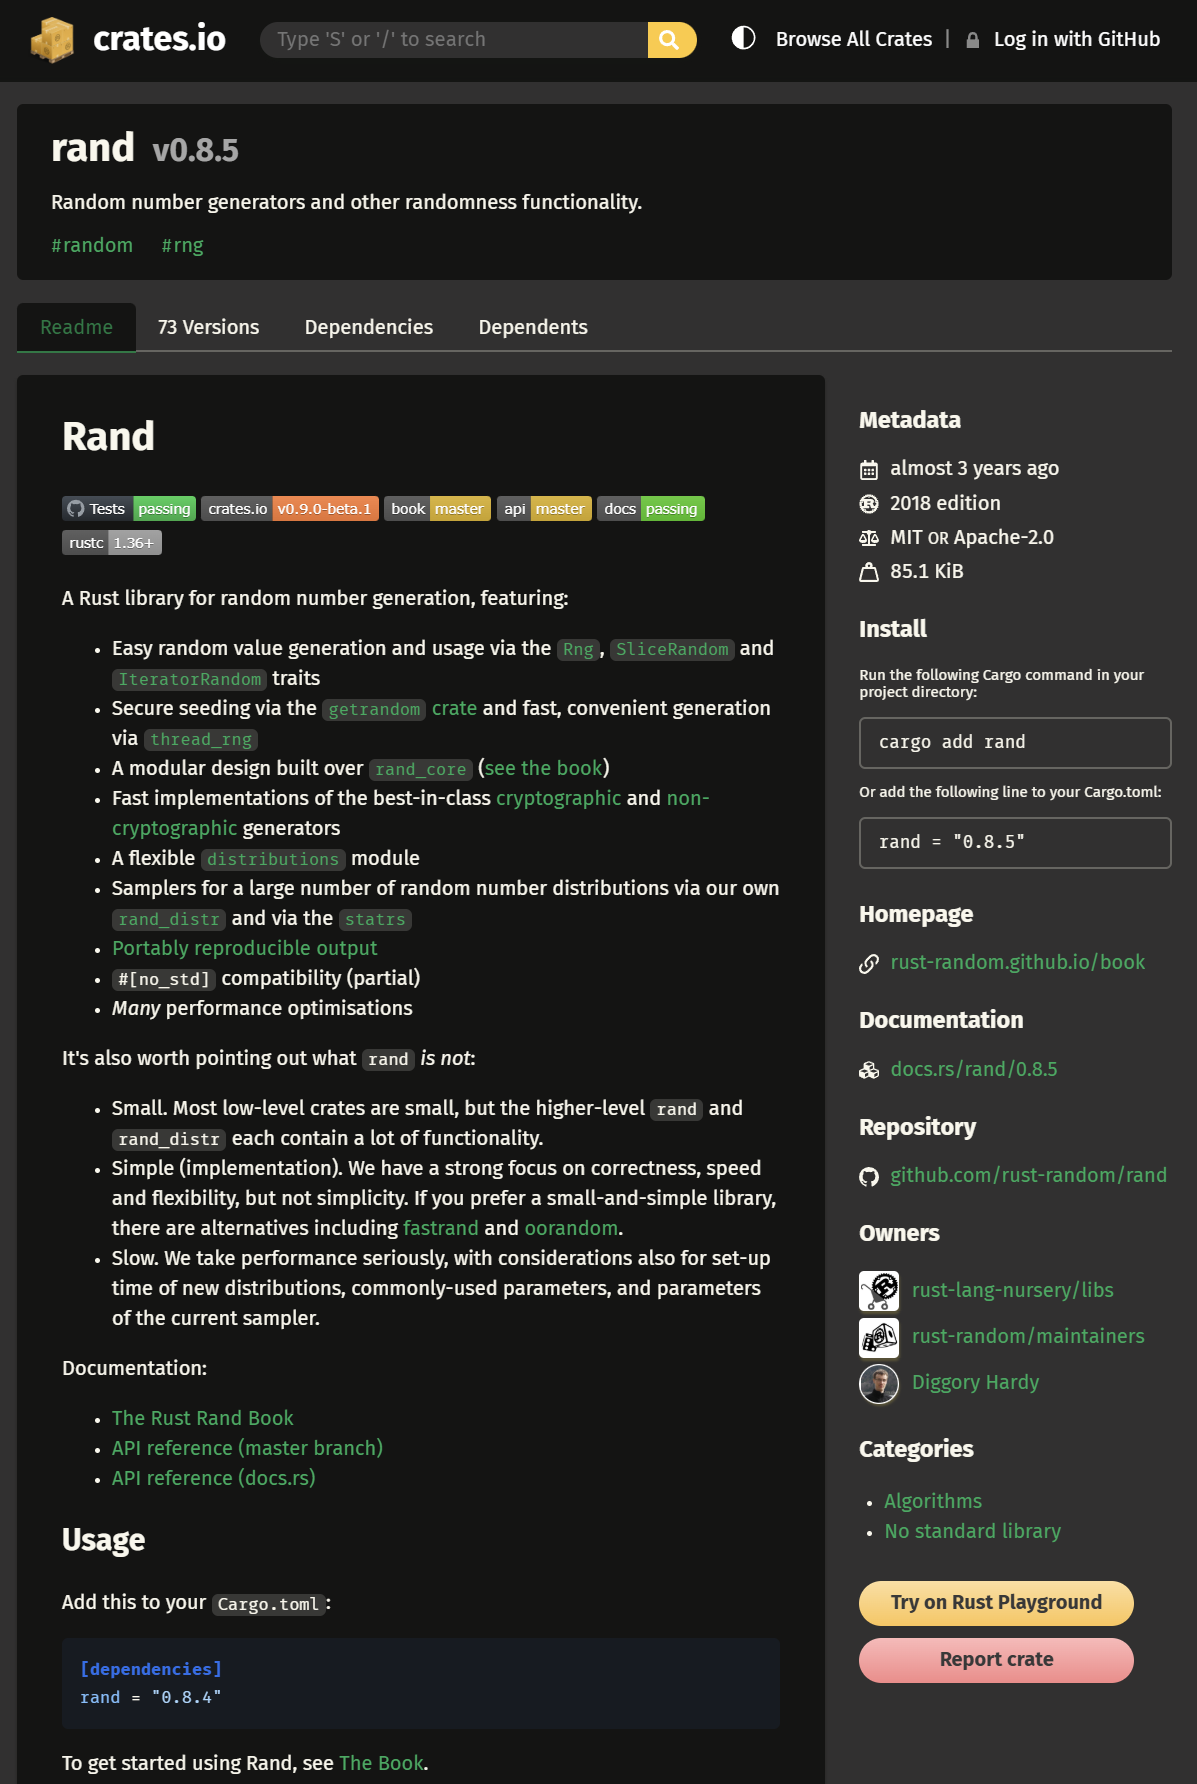 crates.io
Type 'S' or '/' to search
Browse All Crates | Log in with GitHub
rand v0.8.5
Random number generators and other randomness functionality.
#random #rng
Readme 73 Versions Dependencies Dependents
Rand
Tests passing crates.io v0.9.0-beta.1 book master api master docs passing
rustc 1.36+
A Rust library for random number generation, featuring:
• Easy random value generation and usage via the Rng, SliceRandom and
IteratorRandom traits
• Secure seeding via the getrandom crate and fast, convenient generation
via thread_rng
• A modular design built over rand_core (see the book)
• Fast implementations of the best-in-class cryptographic and non-
cryptographic generators
• A flexible distributions module
• Samplers for a large number of random number distributions via our own
rand_distr and via the statrs
• Portably reproducible output
• #[no_std] compatibility (partial)
• Many performance optimisations
It's also worth pointing out what rand is not:
• Small. Most low-level crates are small, but the higher-level rand and
rand_distr each contain a lot of functionality.
• Simple (implementation). We have a strong focus on correctness, speed
and flexibility, but not simplicity. If you prefer a small-and-simple library,
there are alternatives including fastrand and oorandom.
• Slow. We take performance seriously, with considerations also for set-up
time of new distributions, commonly-used parameters, and parameters
of the current sampler.
Documentation:
• The Rust Rand Book
• API reference (master branch)
• API reference (docs.rs)
Usage
Add this to your Cargo.toml:
[dependencies]
rand = "0.8.4"
To get started using Rand, see The Book.
Metadata
almost 3 years ago
2018 edition
MIT OR Apache-2.0
85.1 KiB
Install
Run the following Cargo command in your
project directory:
cargo add rand
Or add the following line to your Cargo.toml:
rand = "0.8.5"
Homepage
rust-random.github.io/book
Documentation
docs.rs/rand/0.8.5
Repository
github.com/rust-random/rand
Owners
rust-lang-nursery/libs
rust-random/maintainers
Diggory Hardy
Categories
• Algorithms
• No standard library
Try on Rust Playground
Report crate